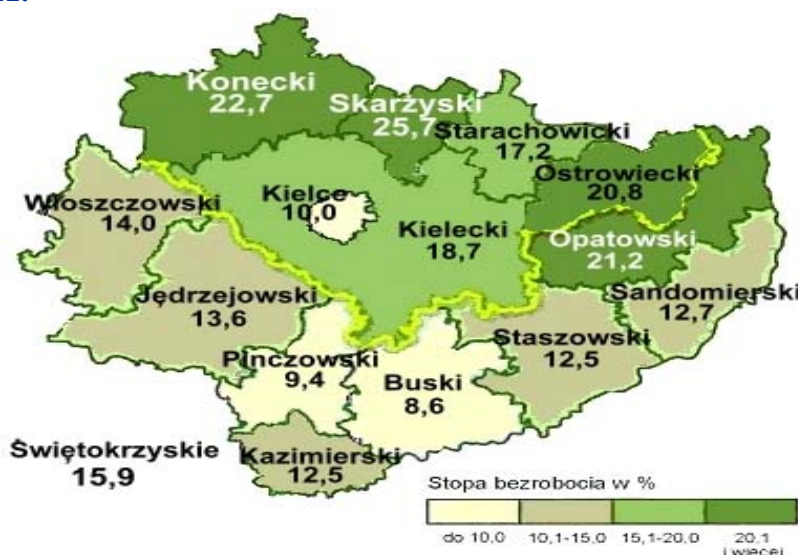 Konecki
22,7
Skarżyski
25,7
Starachowicki
17,2
Ostrowiecki
20,8
Włoszczowski
14,0
Kielce
10,0
Kielecki
18,7
Opatowski
21,2
Sandomierski
12,7
Jędrzejowski
13,6
Staszowski
12,5
Pińczowski
9,4
Buski
8,6
Świętokrzyskie
15,9
Kazimierski
12,5
Stopa bezrobocia w %
do 10,0 10,1-15,0 15,1-20,0 20,1
i więcej